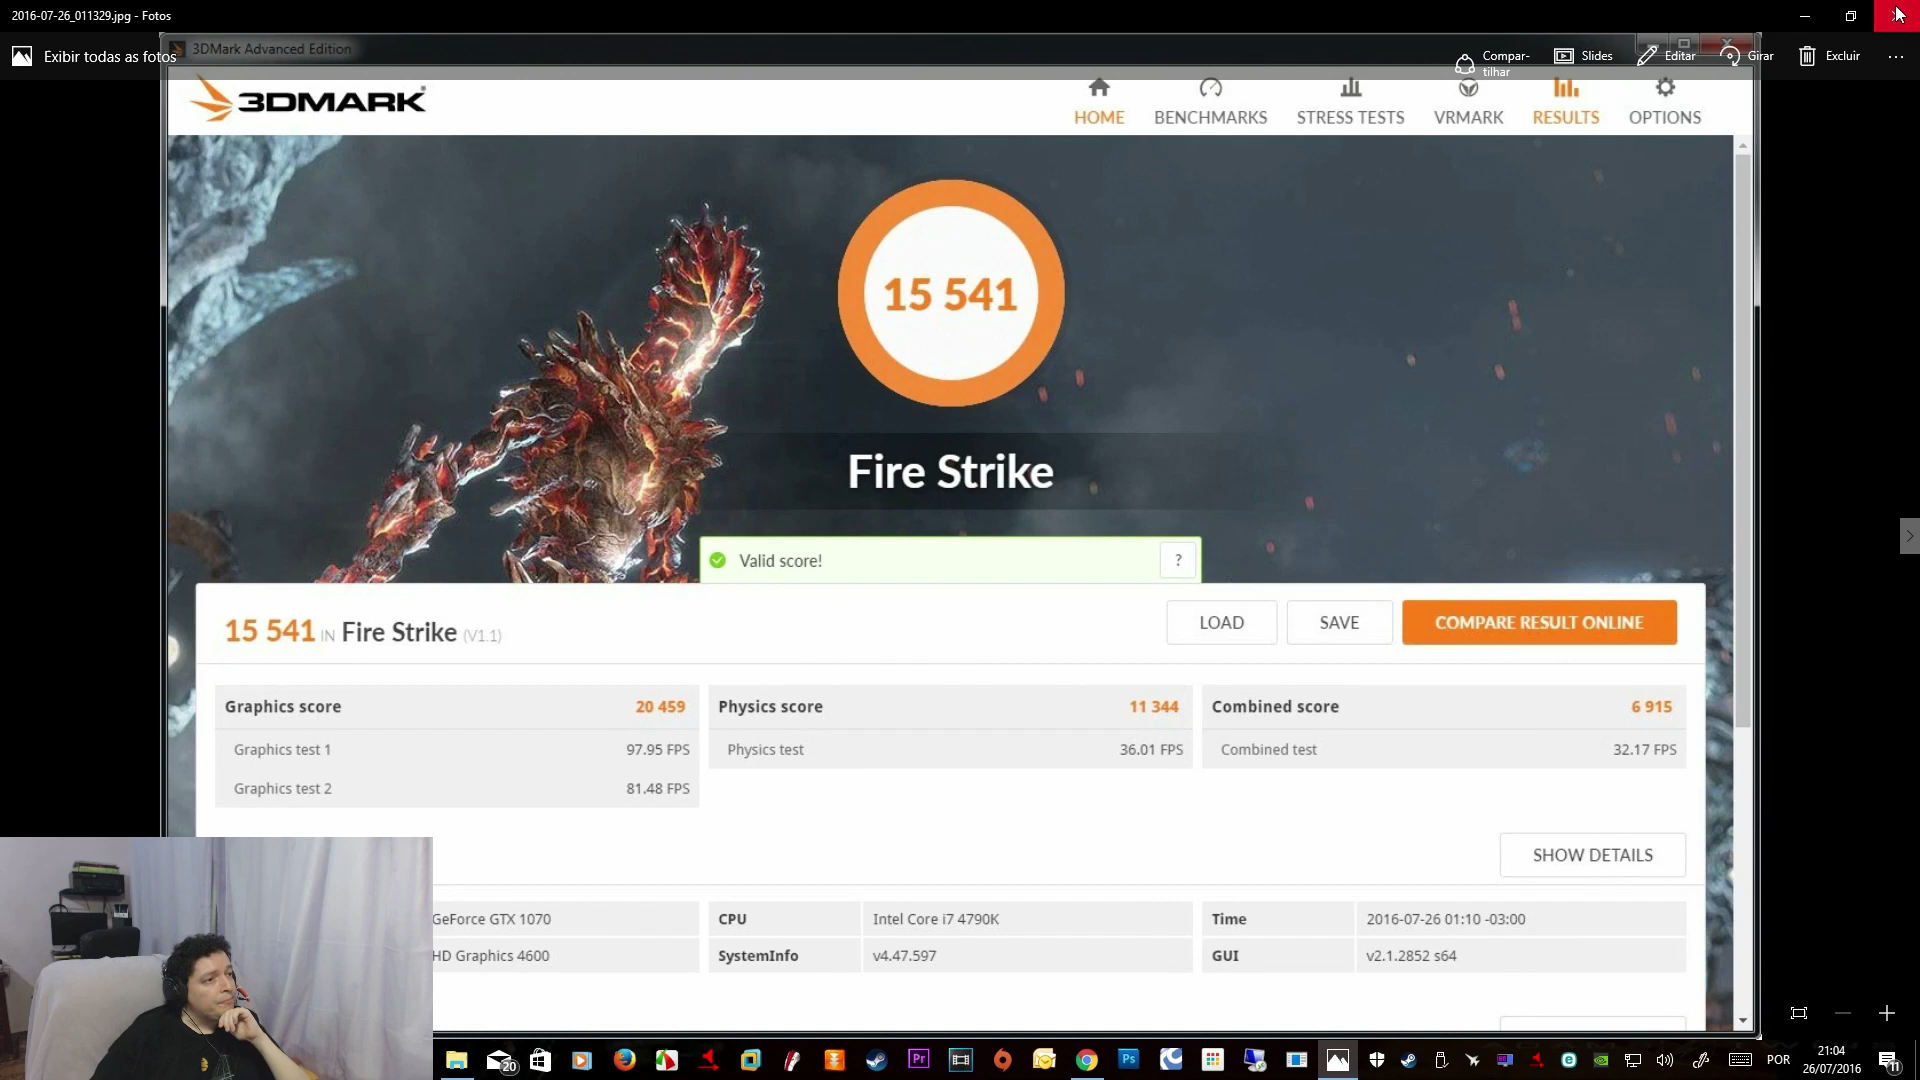 2016-07-26_011329.jpg - Fotos
Exibir todas as fotos
3DMark Advanced Edition
Compar-
tilhar
Slides
Editar
Girar
Excluir
3DMARK
HOME
BENCHMARKS
STRESS TESTS
VRMARK
RESULTS
OPTIONS
15 541
Fire Strike
Valid score!
?
15 541 IN Fire Strike (V1.1)
LOAD
SAVE
COMPARE RESULT ONLINE
Graphics score 20 459
Graphics test 1 97.95 FPS
Graphics test 2 81.48 FPS
Physics score 11 344
Physics test 36.01 FPS
Combined score 6 915
Combined test 32.17 FPS
SHOW DETAILS
GeForce GTX 1070
HD Graphics 4600
CPU Intel Core i7 4790K
SystemInfo v4.47.597
Time 2016-07-26 01:10 -03:00
GUI v2.1.2852 s64
20
Pr
Ps
POR
21:04
26/07/2016
11